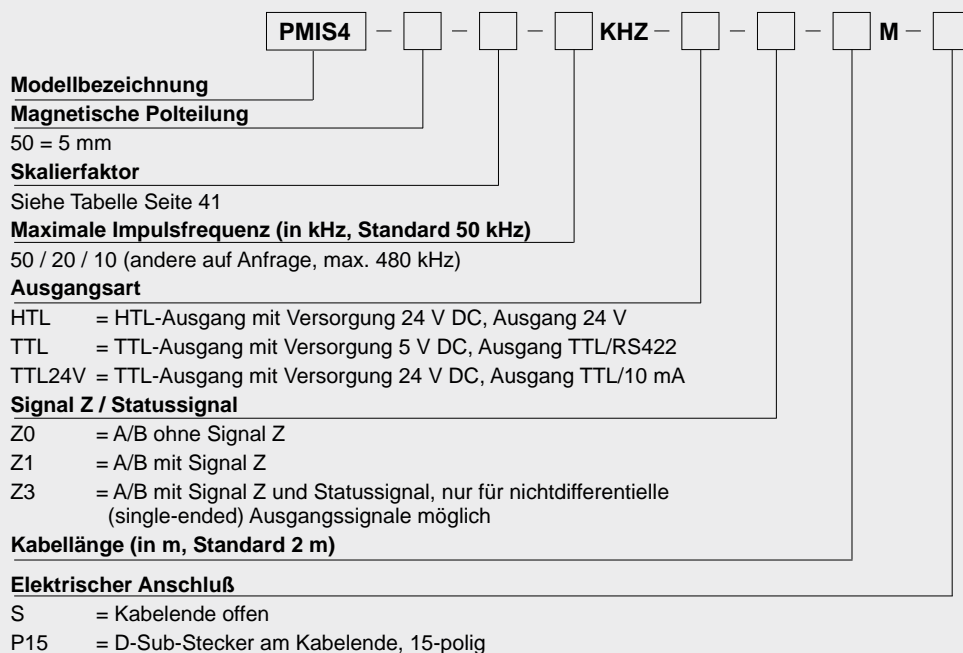 PMIS4 – – – KHZ – – – M –
Modellbezeichnung
Magnetische Polteilung
50 = 5 mm
Skalierfaktor
Siehe Tabelle Seite 41
Maximale Impulsfrequenz (in kHz, Standard 50 kHz)
50 / 20 / 10 (andere auf Anfrage, max. 480 kHz)
Ausgangsart
HTL = HTL-Ausgang mit Versorgung 24 V DC, Ausgang 24 V
TTL = TTL-Ausgang mit Versorgung 5 V DC, Ausgang TTL/RS422
TTL24V = TTL-Ausgang mit Versorgung 24 V DC, Ausgang TTL/10 mA
Signal Z / Statussignal
Z0 = A/B ohne Signal Z
Z1 = A/B mit Signal Z
Z3 = A/B mit Signal Z und Statussignal, nur für nichtdifferentielle
(single-ended) Ausgangssignale möglich
Kabellänge (in m, Standard 2 m)
Elektrischer Anschluß
S = Kabelende offen
P15 = D-Sub-Stecker am Kabelende, 15-polig